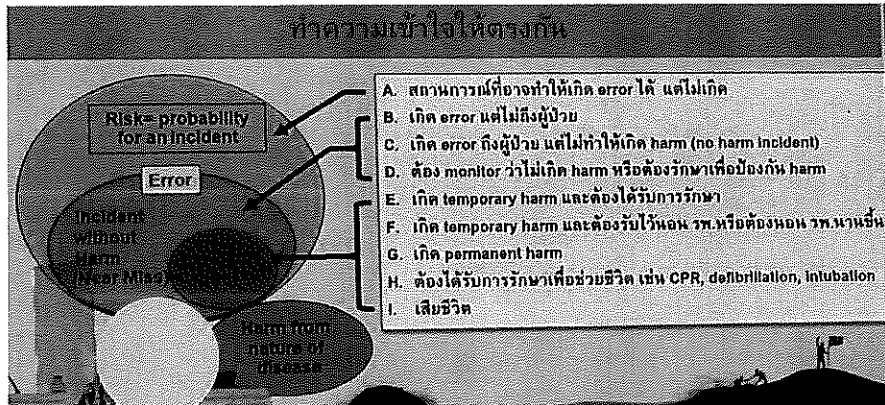 ทำความเข้าใจให้ตรงกัน
Risk= probability
for an incident
Error
Incident
without
Harm
(Near Miss)
Harm from
nature of
disease
A. สถานการณ์ที่อาจทำให้เกิด error ได้ แต่ไม่เกิด
B. เกิด error แต่ไม่ถึงผู้ป่วย
C. เกิด error ถึงผู้ป่วย แต่ไม่ทำให้เกิด harm (no harm incident)
D. ต้อง monitor ว่าไม่เกิด harm หรือต้องรักษาเพื่อป้องกัน harm
E. เกิด temporary harm และต้องได้รับการรักษา
F. เกิด temporary harm และต้องรับไว้นอน รพ.หรือต้องนอน รพ.นานขึ้น
G. เกิด permanent harm
H. ต้องได้รับการรักษาเพื่อช่วยชีวิต เช่น CPR, defibrillation, intubation
I. เสียชีวิต